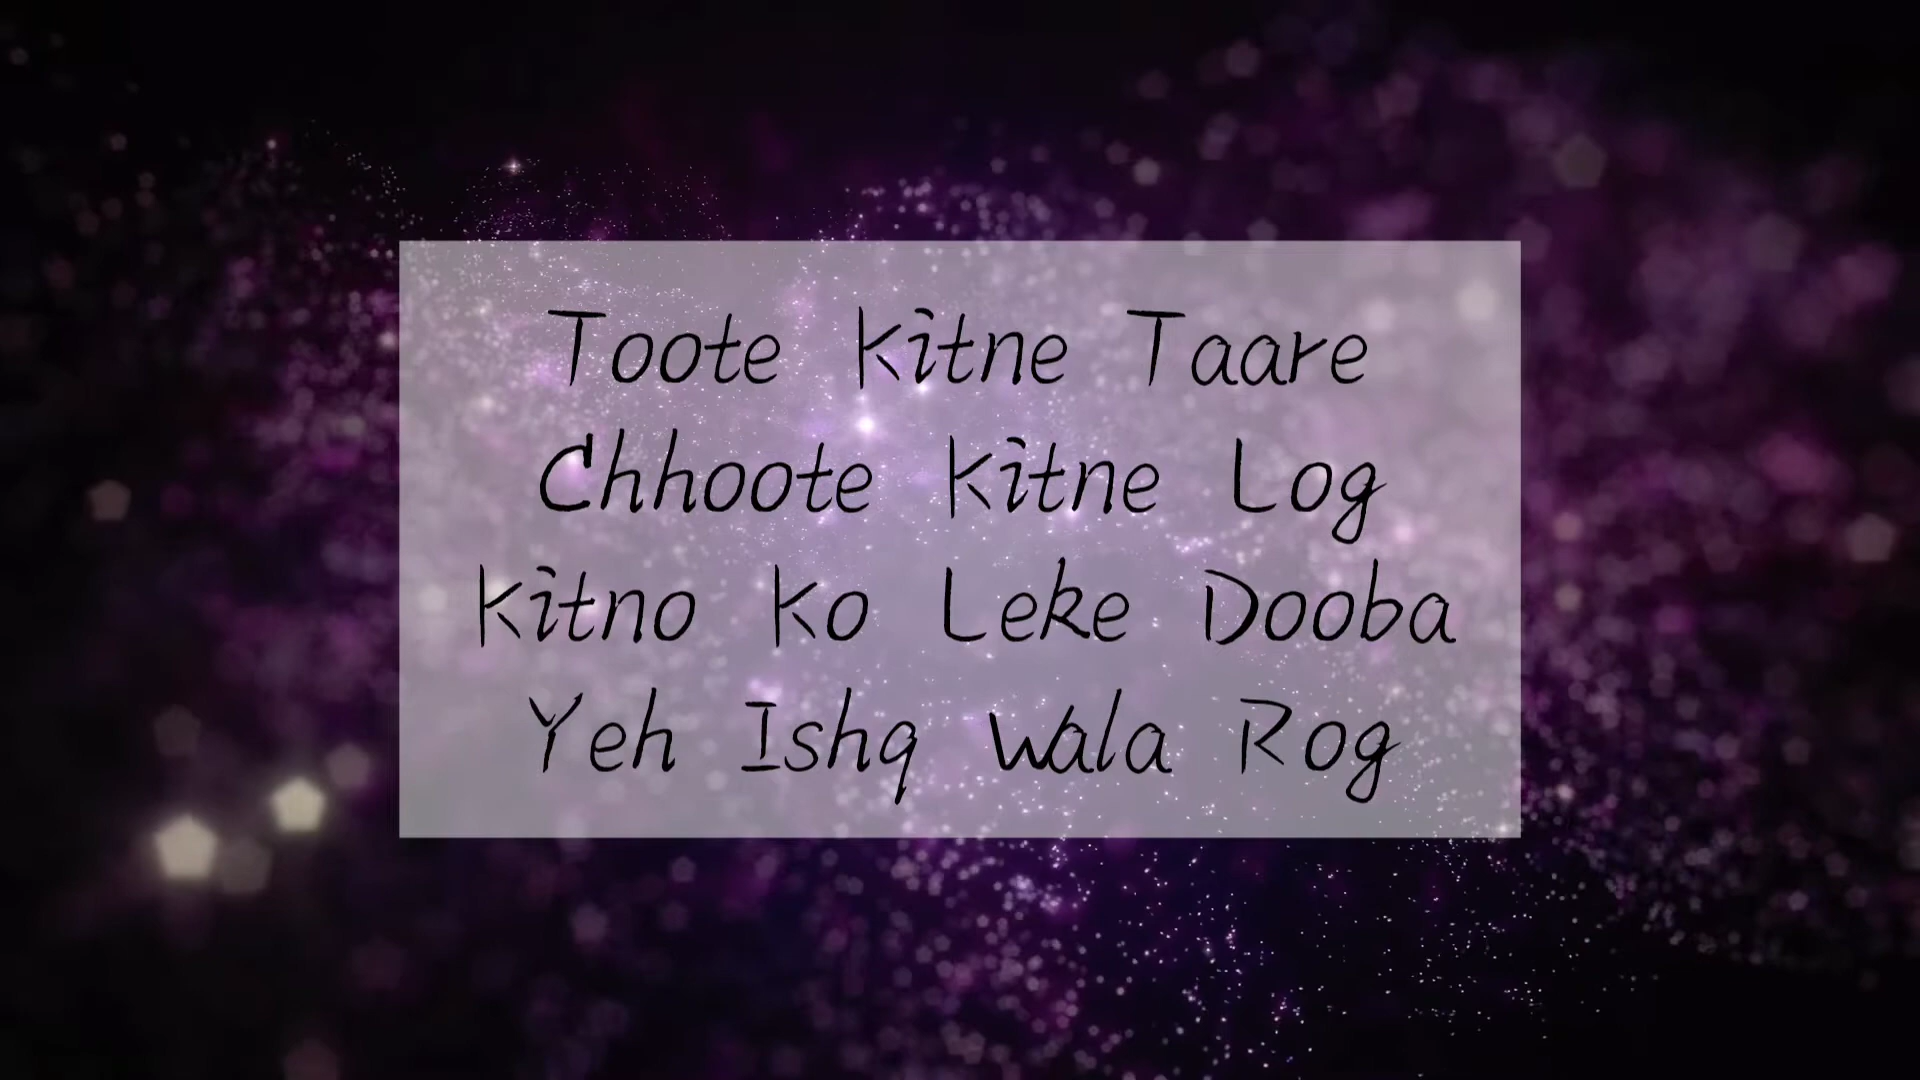 Toote Kitne Taare
Chhoote Kitne Log
Kitno Ko Leke Dooba
Yeh Ishq Wala Rog